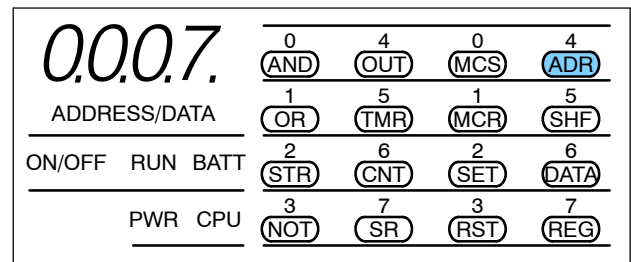 0.0.0.7.
ADDRESS/DATA
ON/OFF RUN BATT
PWR CPU
0 4 0 4
AND OUT MCS ADR
1 5 1 5
OR TMR MCR SHF
2 6 2 6
STR CNT SET DATA
3 7 3 7
NOT SR RST REG